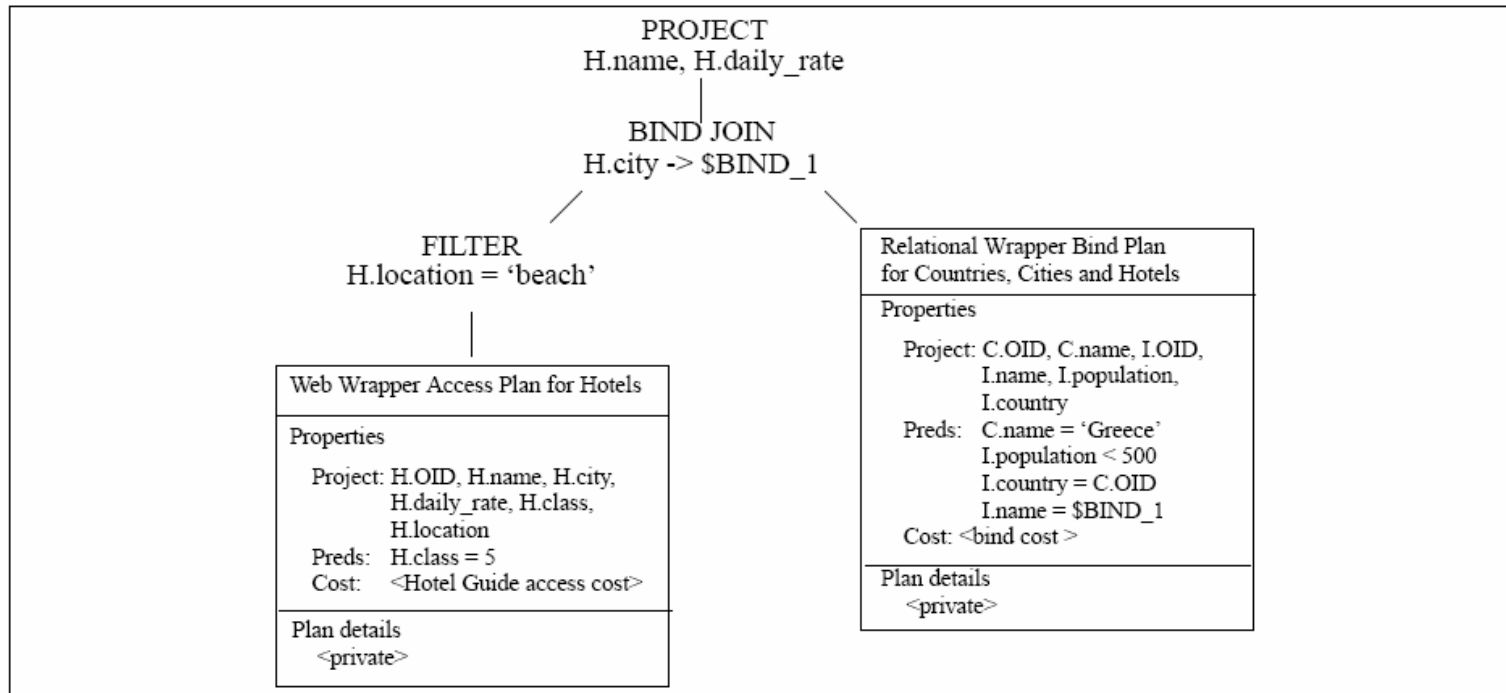 PROJECT
H.name, H.daily_rate
BIND JOIN
H.city -> $BIND_1
FILTER
H.location = ‘beach’
Web Wrapper Access Plan for Hotels
Properties
Project: H.OID, H.name, H.city,
H.daily_rate, H.class,
H.location
Preds: H.class = 5
Cost: <Hotel Guide access cost>
Plan details
<private>
Relational Wrapper Bind Plan
for Countries, Cities and Hotels
Properties
Project: C.OID, C.name, I.OID,
I.name, I.population,
I.country
Preds: C.name = ‘Greece’
I.population < 500
I.country = C.OID
I.name = $BIND_1
Cost: <bind cost >
Plan details
<private>